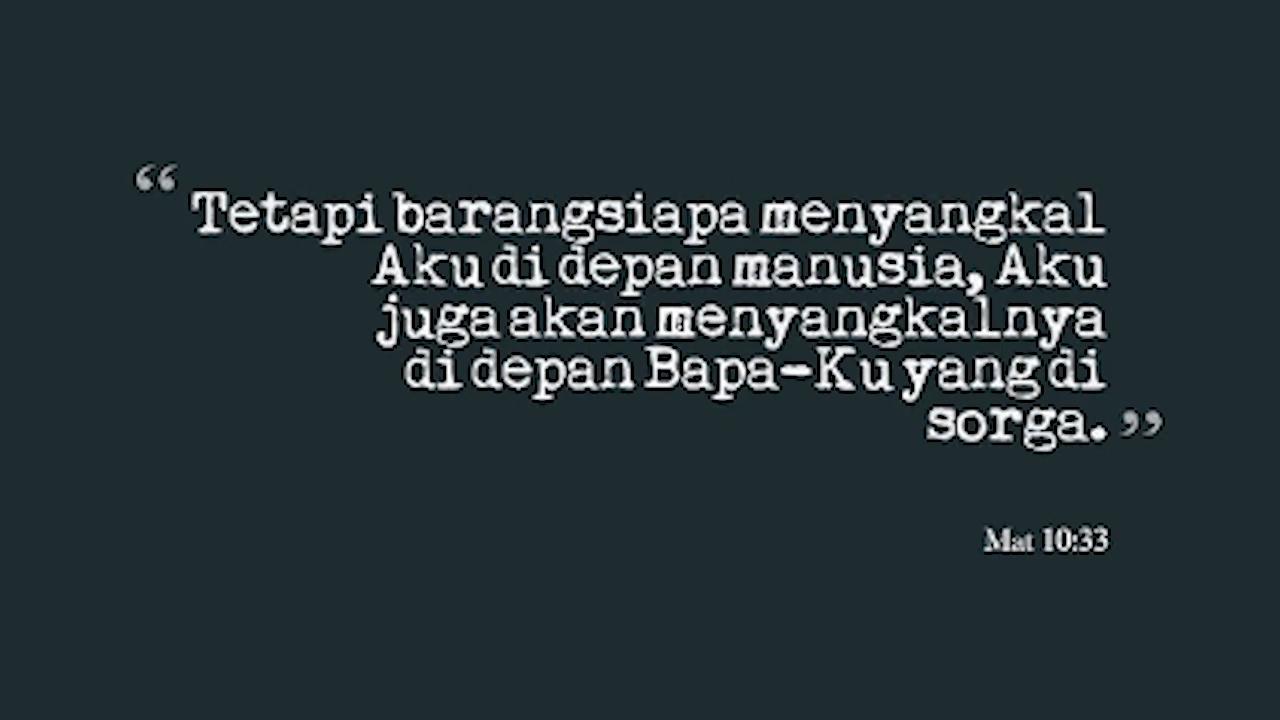 “Tetapi barangsiapa menyangkal
Aku di depan manusia, Aku
juga akan menyangkalnya
di depan Bapa-Ku yang di
sorga.”
Mat 10:33